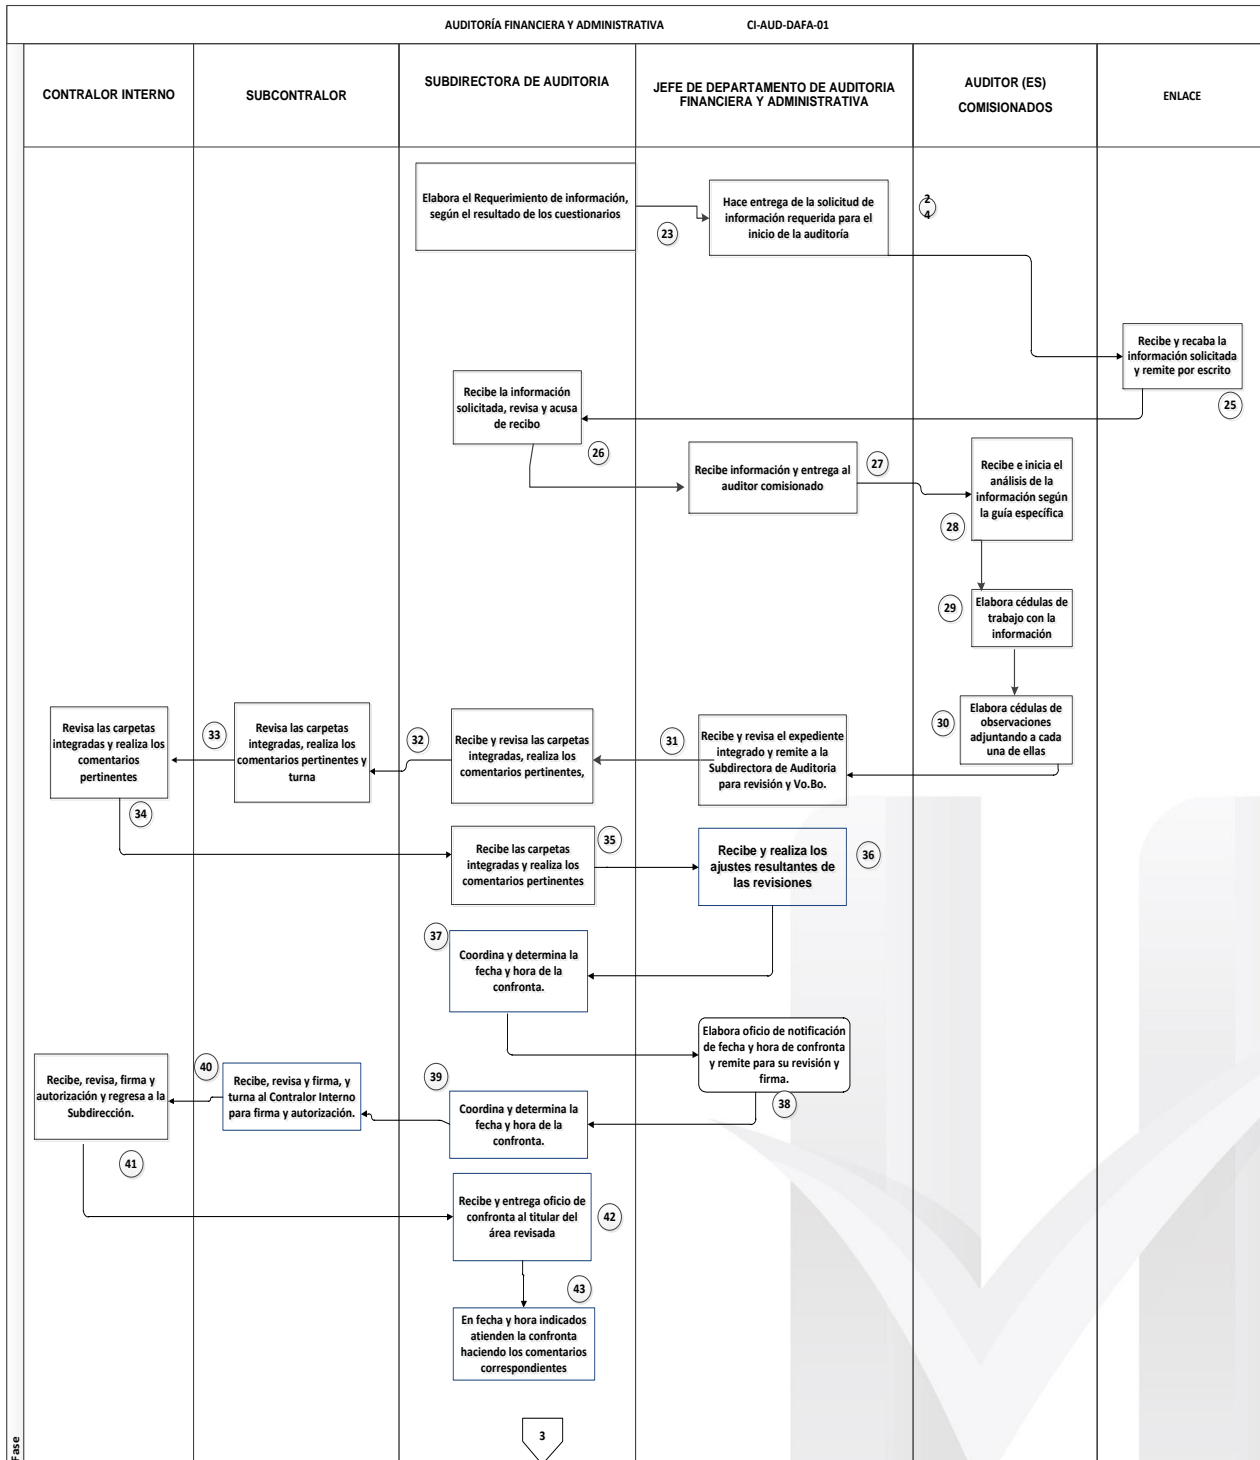 AUDITORÍA FINANCIERA Y ADMINISTRATIVA CI-AUD-DAFA-01
CONTRALOR INTERNO
SUBCONTRALOR
SUBDIRECTORA DE AUDITORIA
JEFE DE DEPARTAMENTO DE AUDITORIA
FINANCIERA Y ADMINISTRATIVA
AUDITOR (ES)
COMISIONADOS
ENLACE
Elabora el Requerimiento de información,
según el resultado de los cuestionarios
23
Hace entrega de la solicitud de
información requerida para el
inicio de la auditoría
2
4
Recibe y recaba la
información solicitada
y remite por escrito
25
Recibe la información
solicitada, revisa y acusa
de recibo
26
Recibe información y entrega al
auditor comisionado
27
Recibe e inicia el
análisis de la
información según
la guía específica
28
Elabora cédulas de
trabajo con la
información
29
Elabora cédulas de
observaciones
adjuntando a cada
una de ellas
30
Recibe y revisa el expediente
integrado y remite a la
Subdirectora de Auditoria
para revisión y Vo.Bo.
31
Recibe y revisa las carpetas
integradas, realiza los
comentarios pertinentes,
32
Revisa las carpetas
integradas, realiza los
comentarios pertinentes y
turna
33
Revisa las carpetas
integradas y realiza los
comentarios
pertinentes
34
Recibe las carpetas
integradas y realiza los
comentarios pertinentes
35
Recibe y realiza los
ajustes resultantes de
las revisiones
36
37
Coordina y determina la
fecha y hora de la
confronta.
Elabora oficio de notificación
de fecha y hora de confronta
y remite para su revisión y
firma.
38
39
Coordina y determina la
fecha y hora de la
confronta.
40
Recibe, revisa y firma, y
turna al Contralor Interno
para firma y autorización.
Recibe, revisa, firma y
autorización y regresa a la
Subdirección.
41
Recibe y entrega oficio de
confronta al titular del
área revisada
42
43
En fecha y hora indicados
atienden la confronta
haciendo los comentarios
correspondientes
3
Fase